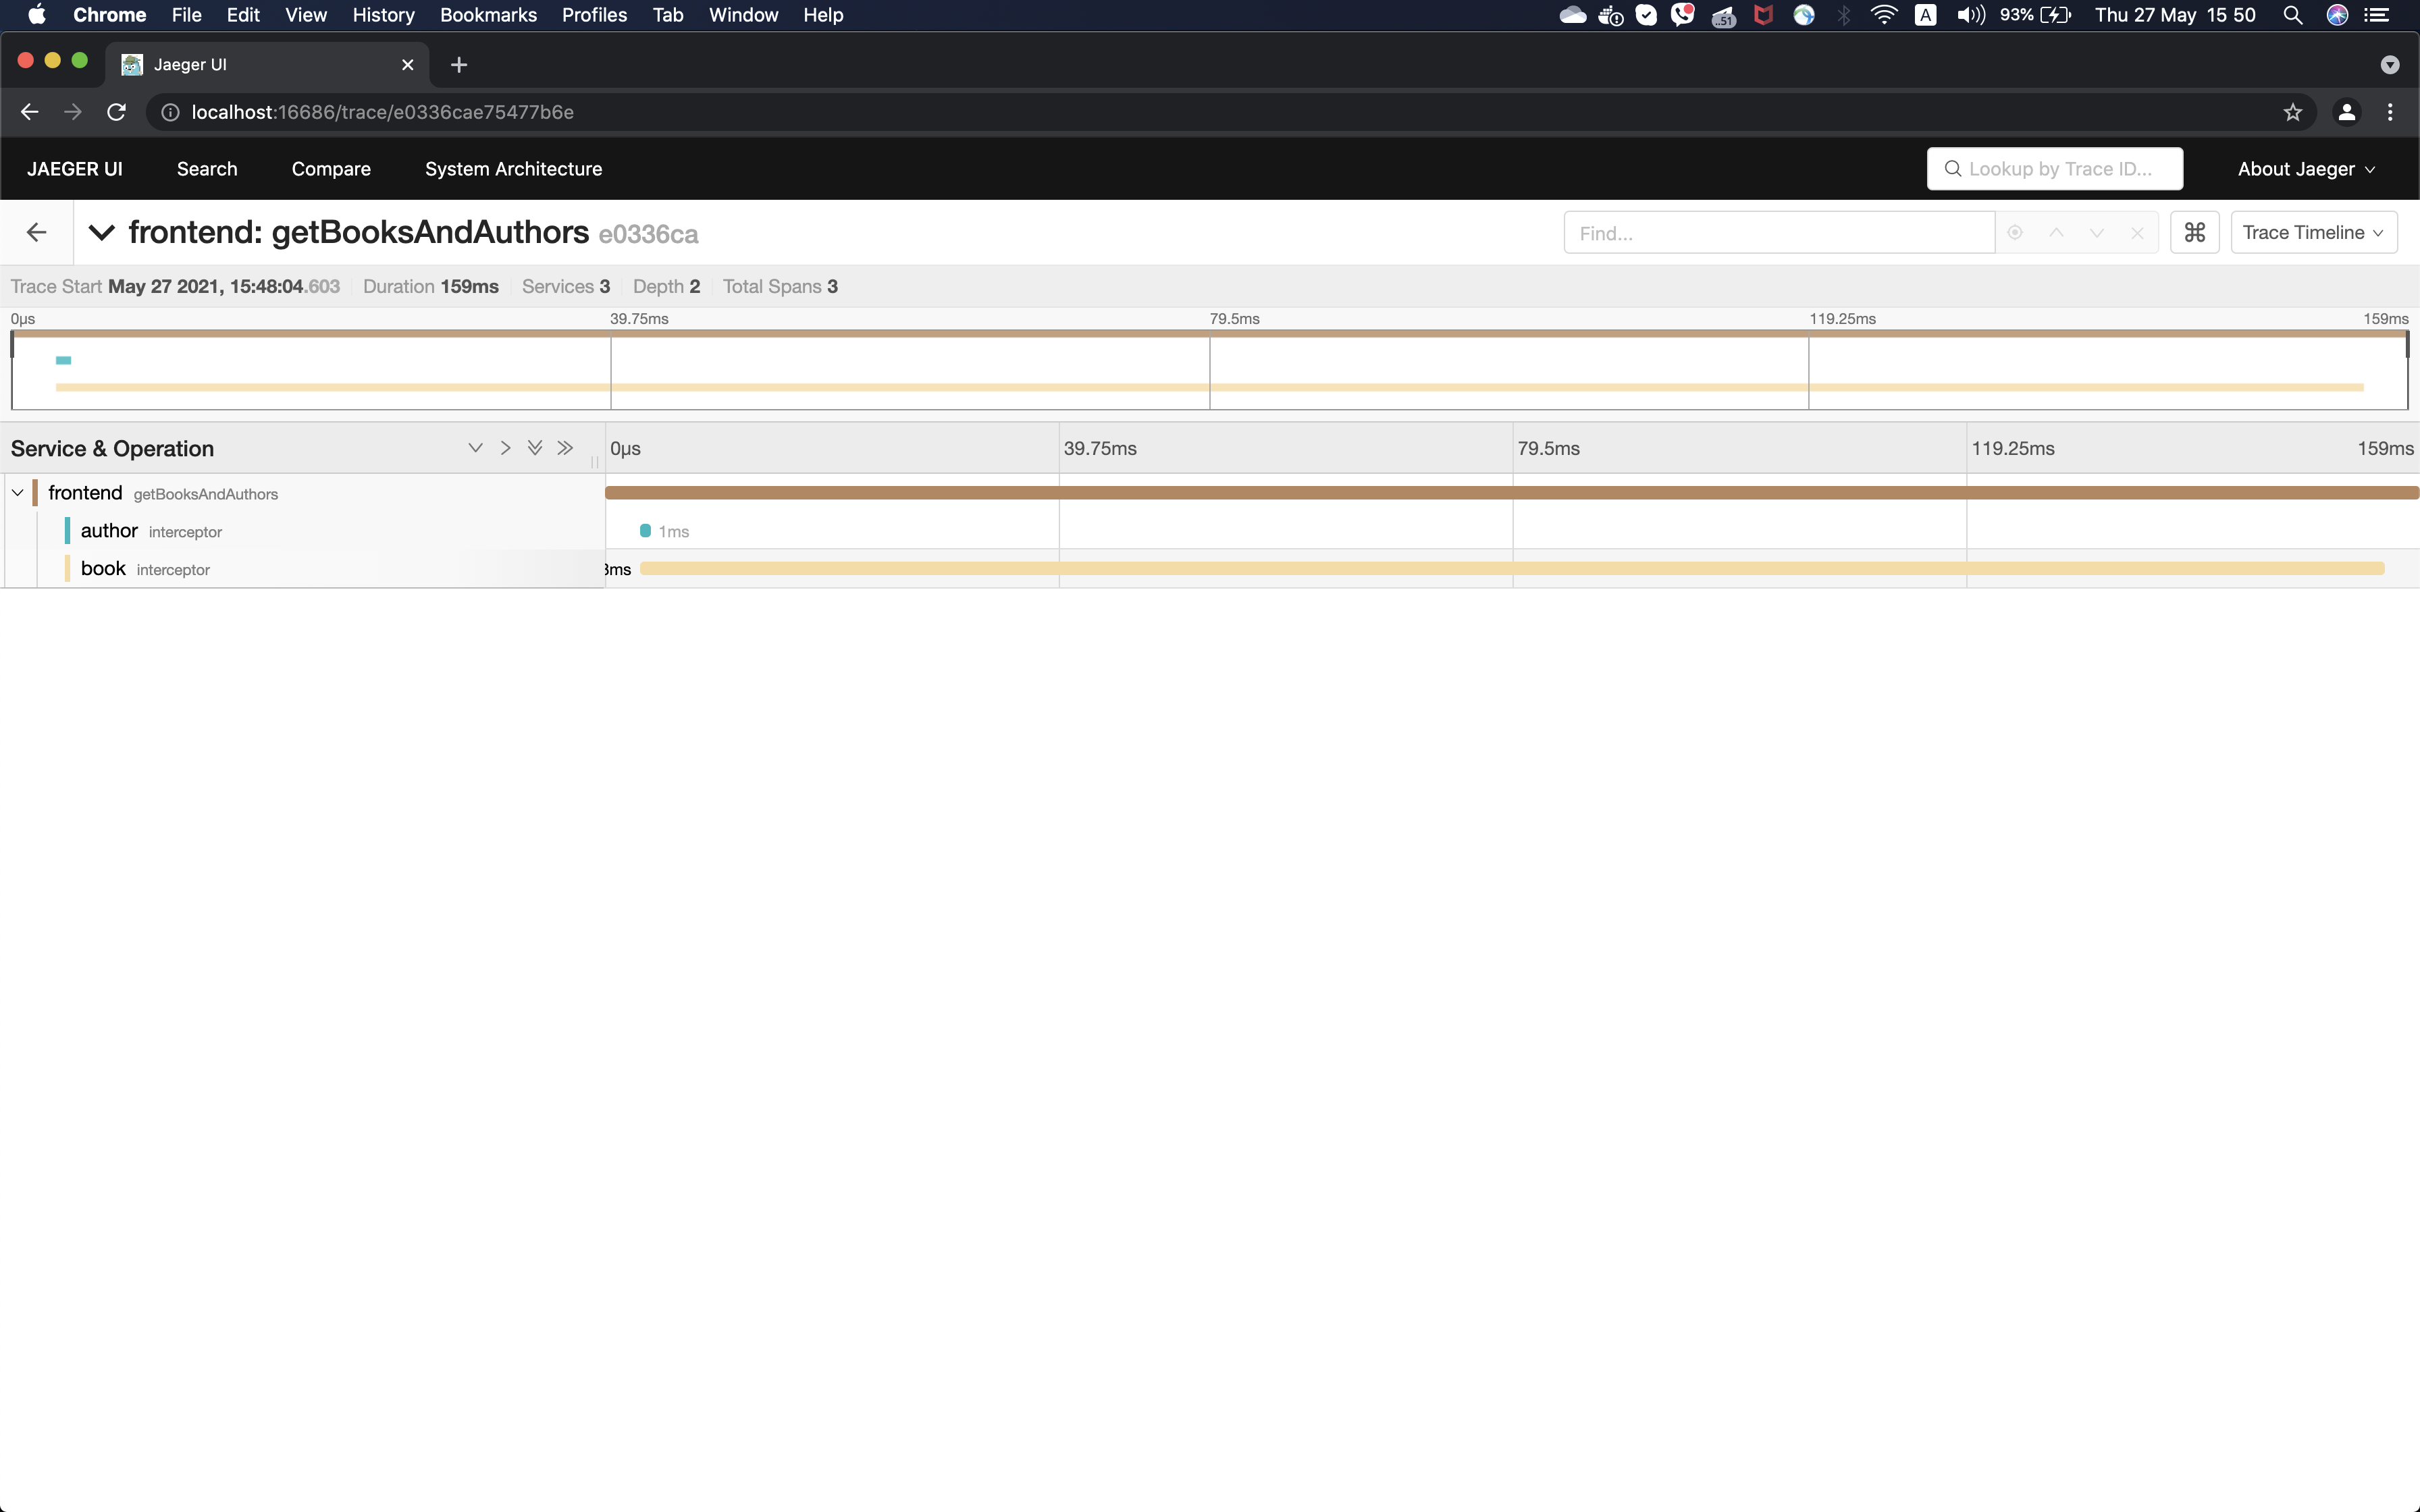 Chrome File Edit View History Bookmarks Profiles Tab Window Help ..51 A 93% Thu 27 May 15 50
Jaeger UI
localhost:16686/trace/e0336cae75477b6e
JAEGER UI Search Compare System Architecture Lookup by Trace ID... About Jaeger
frontend: getBooksAndAuthors e0336ca Find... ⌘ Trace Timeline
Trace Start May 27 2021, 15:48:04.603 Duration 159ms Services 3 Depth 2 Total Spans 3
0μs 39.75ms 79.5ms 119.25ms 159ms
Service & Operation 0μs 39.75ms 79.5ms 119.25ms 159ms
frontend getBooksAndAuthors
author interceptor 1ms
book interceptor 3ms